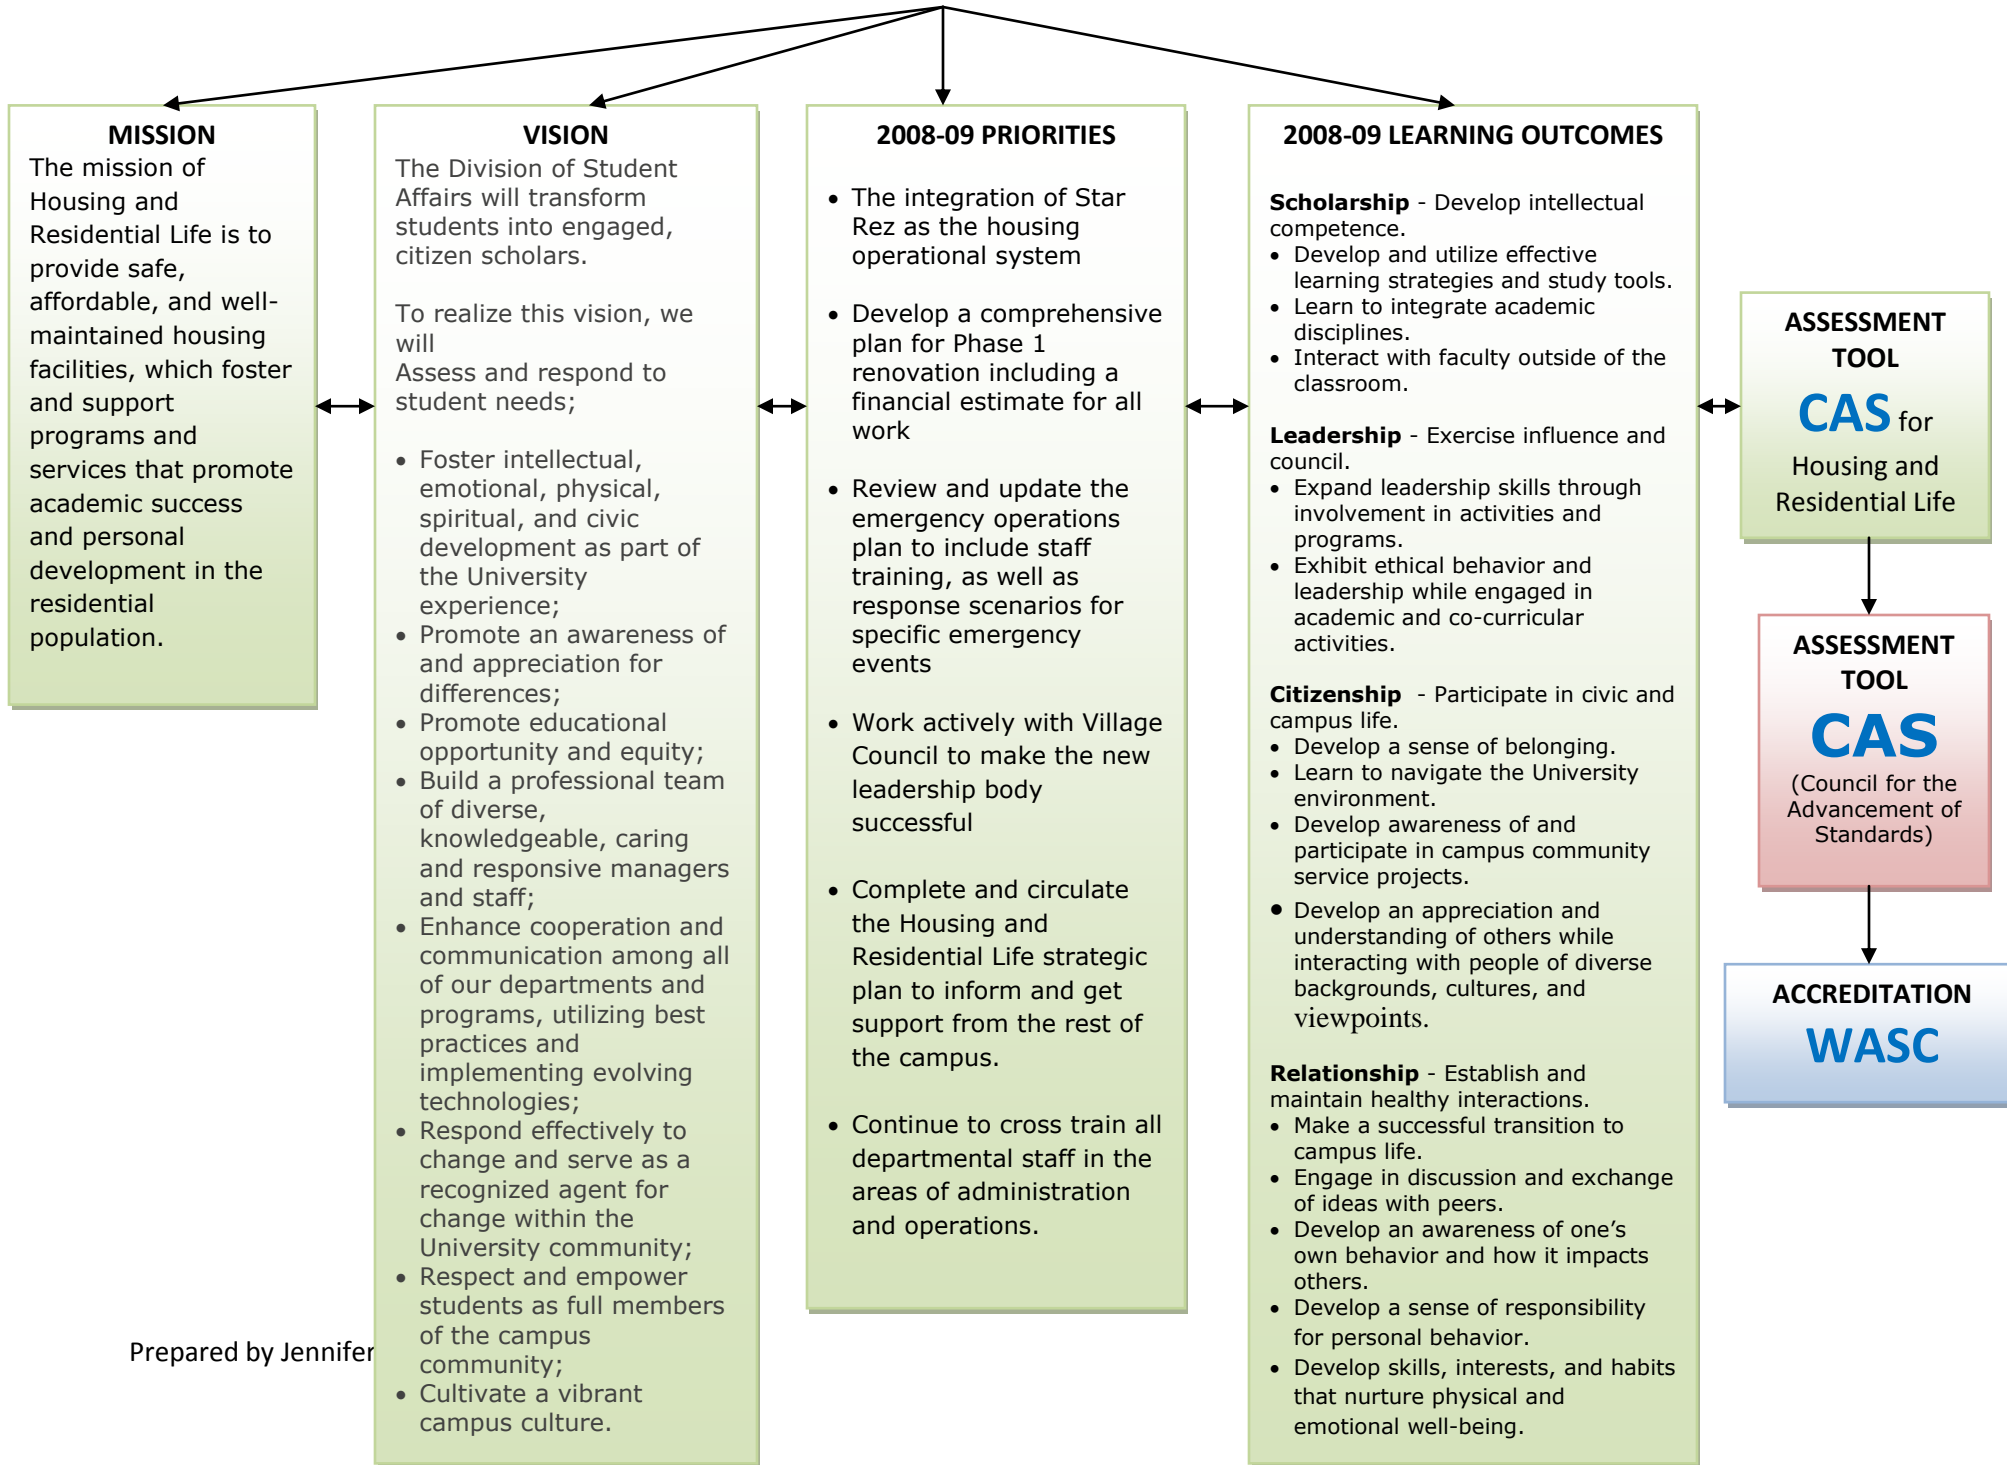 MISSION
The mission of
Housing and
Residential Life is to
provide safe,
affordable, and well-
maintained housing
facilities, which foster
and support
programs and
services that promote
academic success
and personal
development in the
residential
population.
VISION
The Division of Student
Affairs will transform
students into engaged,
citizen scholars.
To realize this vision, we
will
Assess and respond to
student needs;
• Foster intellectual,
emotional, physical,
spiritual, and civic
development as part of
the University
experience;
• Promote an awareness of
and appreciation for
differences;
• Promote educational
opportunity and equity;
• Build a professional team
of diverse,
knowledgeable, caring
and responsive managers
and staff;
• Enhance cooperation and
communication among all
of our departments and
programs, utilizing best
practices and
implementing evolving
technologies;
• Respond effectively to
change and serve as a
recognized agent for
change within the
University community;
• Respect and empower
students as full members
of the campus
community;
• Cultivate a vibrant
campus culture.
2008-09 PRIORITIES
• The integration of Star
Rez as the housing
operational system
• Develop a comprehensive
plan for Phase 1
renovation including a
financial estimate for all
work
• Review and update the
emergency operations
plan to include staff
training, as well as
response scenarios for
specific emergency
events
• Work actively with Village
Council to make the new
leadership body
successful
• Complete and circulate
the Housing and
Residential Life strategic
plan to inform and get
support from the rest of
the campus.
• Continue to cross train all
departmental staff in the
areas of administration
and operations.
2008-09 LEARNING OUTCOMES
Scholarship - Develop intellectual
competence.
• Develop and utilize effective
learning strategies and study tools.
• Learn to integrate academic
disciplines.
• Interact with faculty outside of the
classroom.
Leadership - Exercise influence and
council.
• Expand leadership skills through
involvement in activities and
programs.
• Exhibit ethical behavior and
leadership while engaged in
academic and co-curricular
activities.
Citizenship - Participate in civic and
campus life.
• Develop a sense of belonging.
• Learn to navigate the University
environment.
• Develop awareness of and
participate in campus community
service projects.
• Develop an appreciation and
understanding of others while
interacting with people of diverse
backgrounds, cultures, and
viewpoints.
Relationship - Establish and
maintain healthy interactions.
• Make a successful transition to
campus life.
• Engage in discussion and exchange
of ideas with peers.
• Develop an awareness of one's
own behavior and how it impacts
others.
• Develop a sense of responsibility
for personal behavior.
• Develop skills, interests, and habits
that nurture physical and
emotional well-being.
ASSESSMENT
TOOL
CAS for
Housing and
Residential Life
ASSESSMENT
TOOL
CAS
(Council for the
Advancement of
Standards)
ACCREDITATION
WASC
Prepared by Jennifer